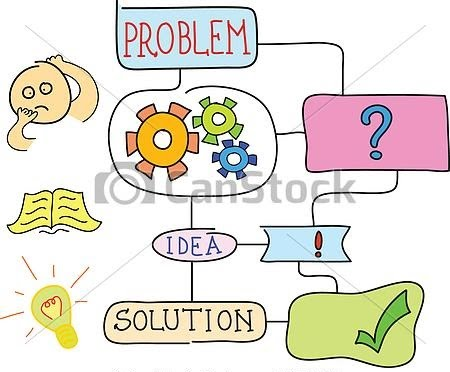 PROBLEM
?
CanStock
IDEA
!
SOLUTION